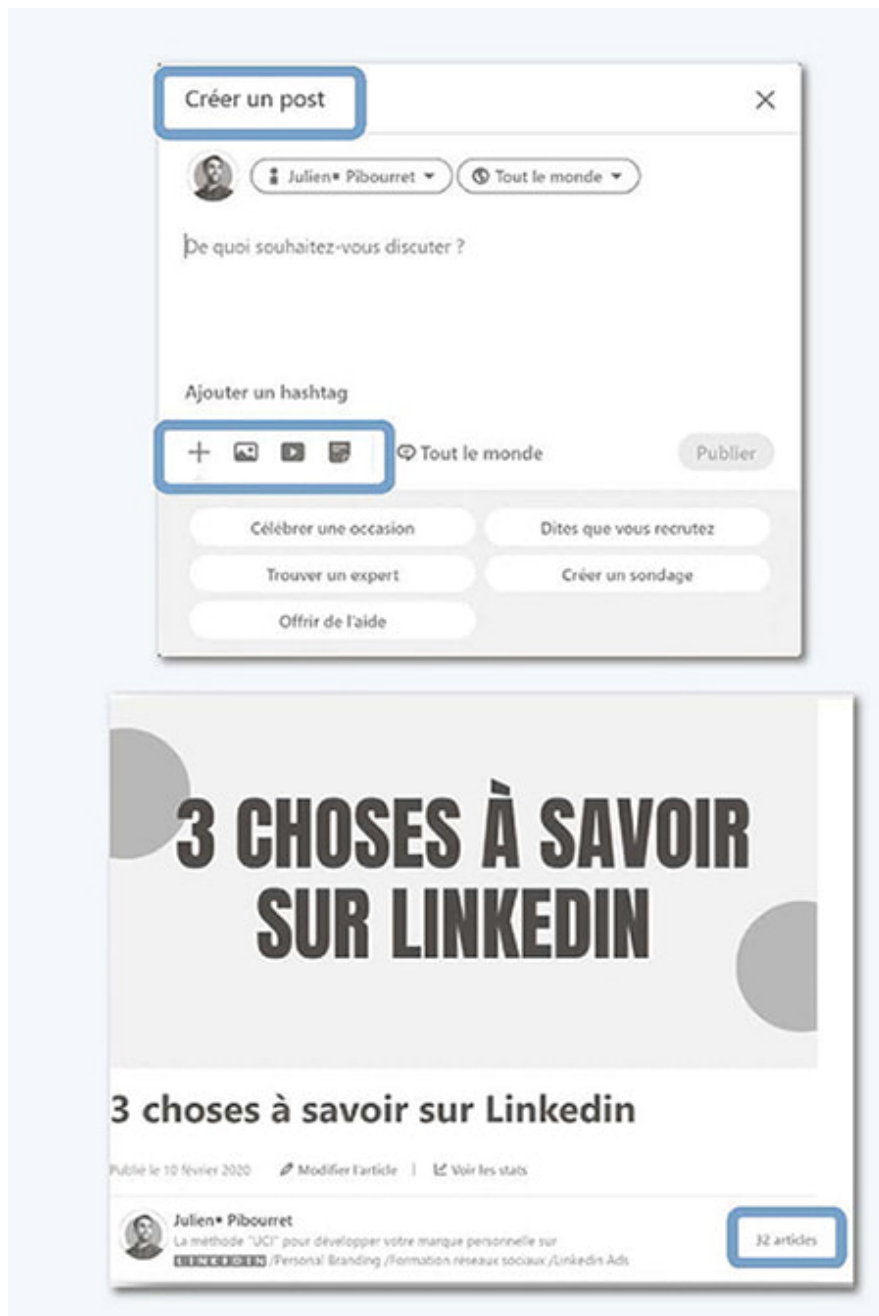 Créer un post
Julien▪ Pibourret
Tout le monde
De quoi souhaitez-vous discuter ?
Ajouter un hashtag
Tout le monde
Publier
Célébrer une occasion
Dites que vous recrutez
Trouver un expert
Créer un sondage
Offrir de l'aide
3 CHOSES À SAVOIR
SUR LINKEDIN
3 choses à savoir sur Linkedin
Publié le 10 février 2020 Modifier l'article | Voir les stats
Julien▪ Pibourret
La méthode "UCI" pour développer votre marque personnelle sur
LINKEDIN /Personal Branding /Formation réseaux sociaux /Linkedin Ads
32 articles